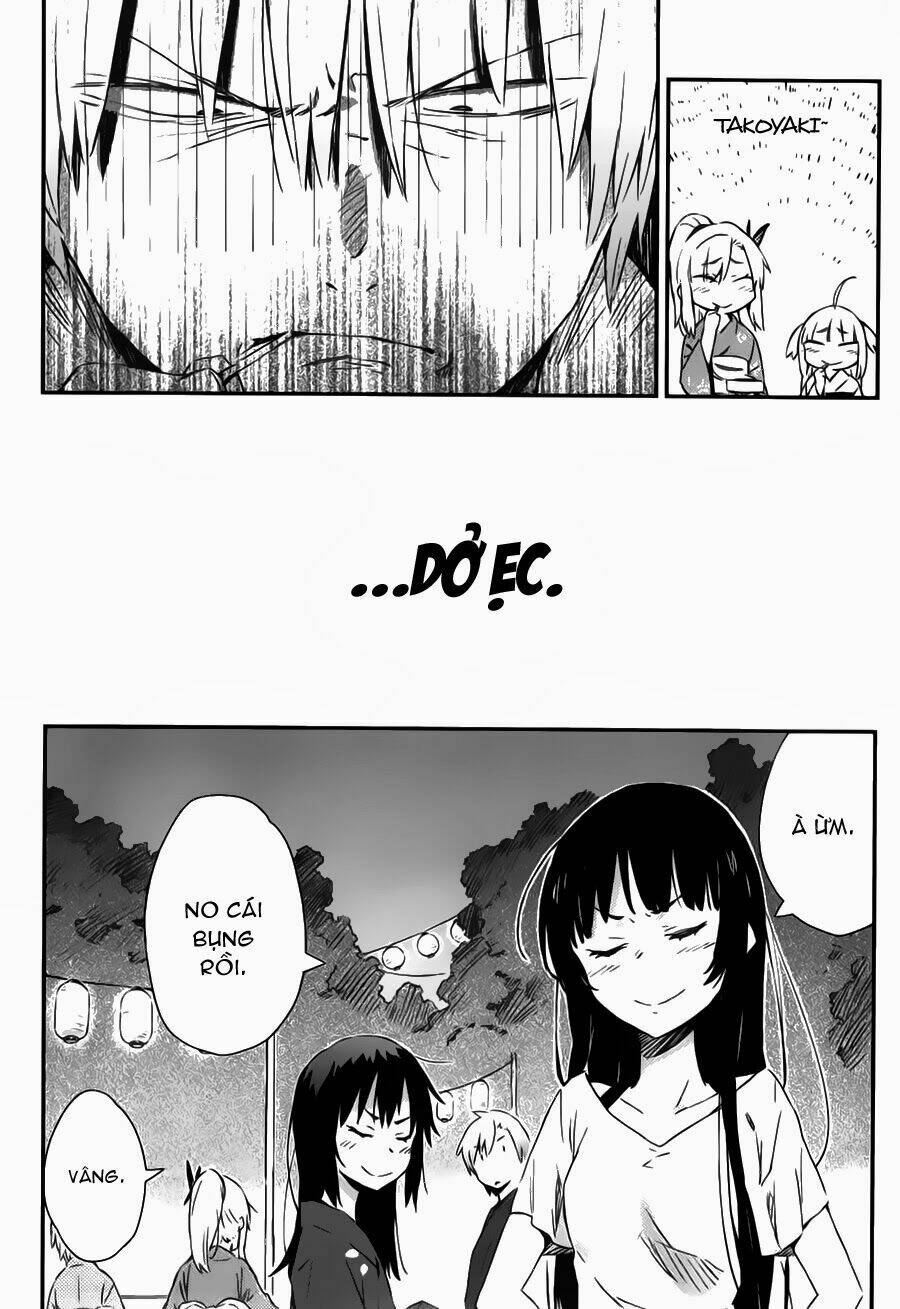 TAKOYAKI~
...DỞ ẸC.
À ỪM.
NO CÁI
BỤNG
RỒI.
VÂNG.